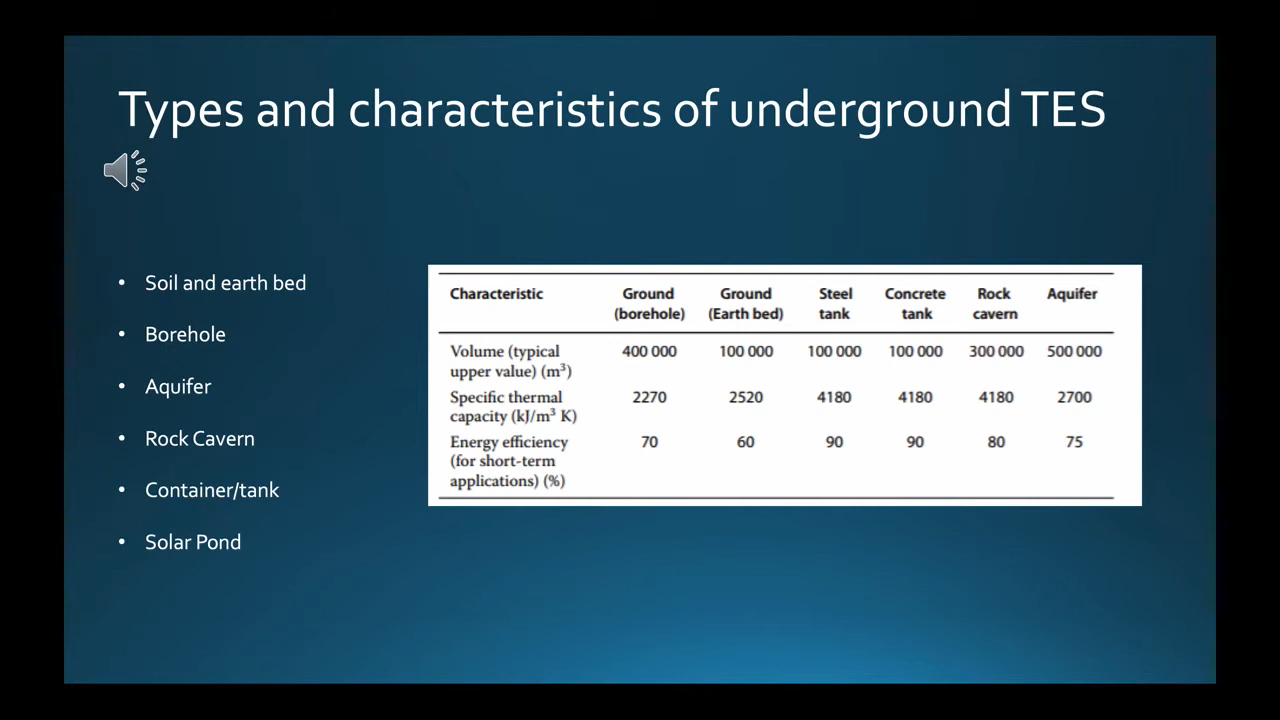 Types and characteristics of underground TES
• Soil and earth bed
• Borehole
• Aquifer
• Rock Cavern
• Container/tank
• Solar Pond
Characteristic Ground Ground Steel Concrete Rock Aquifer
(borehole) (Earth bed) tank tank cavern
Volume (typical 400 000 100 000 100 000 100 000 300 000 500 000
upper value) (m³)
Specific thermal 2270 2520 4180 4180 4180 2700
capacity (kJ/m³ K)
Energy efficiency 70 60 90 90 80 75
(for short-term
applications) (%)